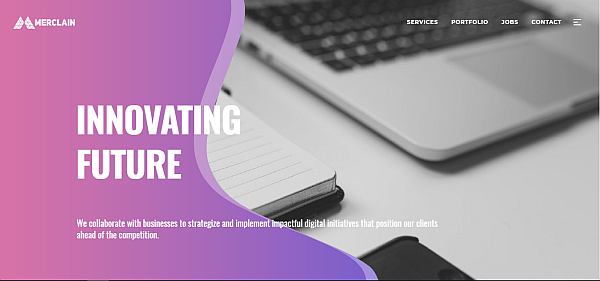 MERCLAIN
SERVICES PORTFOLIO JOBS CONTACT
INNOVATING
FUTURE
We collaborate with businesses to strategize and implement impactful digital initiatives that position our clients
ahead of the competition.